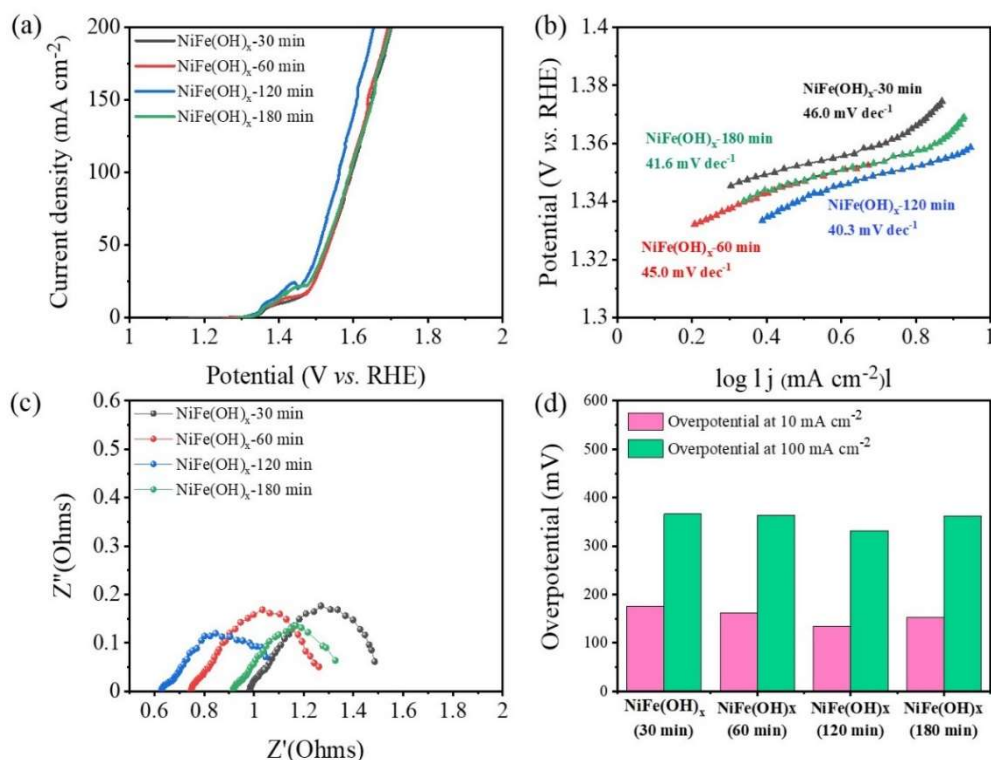 (a)
200
150
100
50
0
Current density (mA cm⁻²)
NiFe(OH)ₓ-30 min
NiFe(OH)ₓ-60 min
NiFe(OH)ₓ-120 min
NiFe(OH)ₓ-180 min
1 1.2 1.4 1.6 1.8 2
Potential (V vs. RHE)
(b)
1.4
1.38
1.36
1.34
1.32
1.3
Potential (V vs. RHE)
NiFe(OH)ₓ-30 min
46.0 mV dec⁻¹
NiFe(OH)ₓ-180 min
41.6 mV dec⁻¹
NiFe(OH)ₓ-120 min
40.3 mV dec⁻¹
NiFe(OH)ₓ-60 min
45.0 mV dec⁻¹
0 0.2 0.4 0.6 0.8 1
log l j (mA cm⁻²)l
(c)
0.6
0.5
0.4
0.3
0.2
0.1
0
Z"(Ohms)
NiFe(OH)ₓ-30 min
NiFe(OH)ₓ-60 min
NiFe(OH)ₓ-120 min
NiFe(OH)ₓ-180 min
0.6 0.8 1 1.2 1.4 1.6 1.8 2
Z'(Ohms)
(d)
600
500
400
300
200
100
0
Overpotential (mV)
Overpotential at 10 mA cm⁻²
Overpotential at 100 mA cm⁻²
NiFe(OH)ₓ NiFe(OH)x NiFe(OH)x NiFe(OH)x
(30 min) (60 min) (120 min) (180 min)